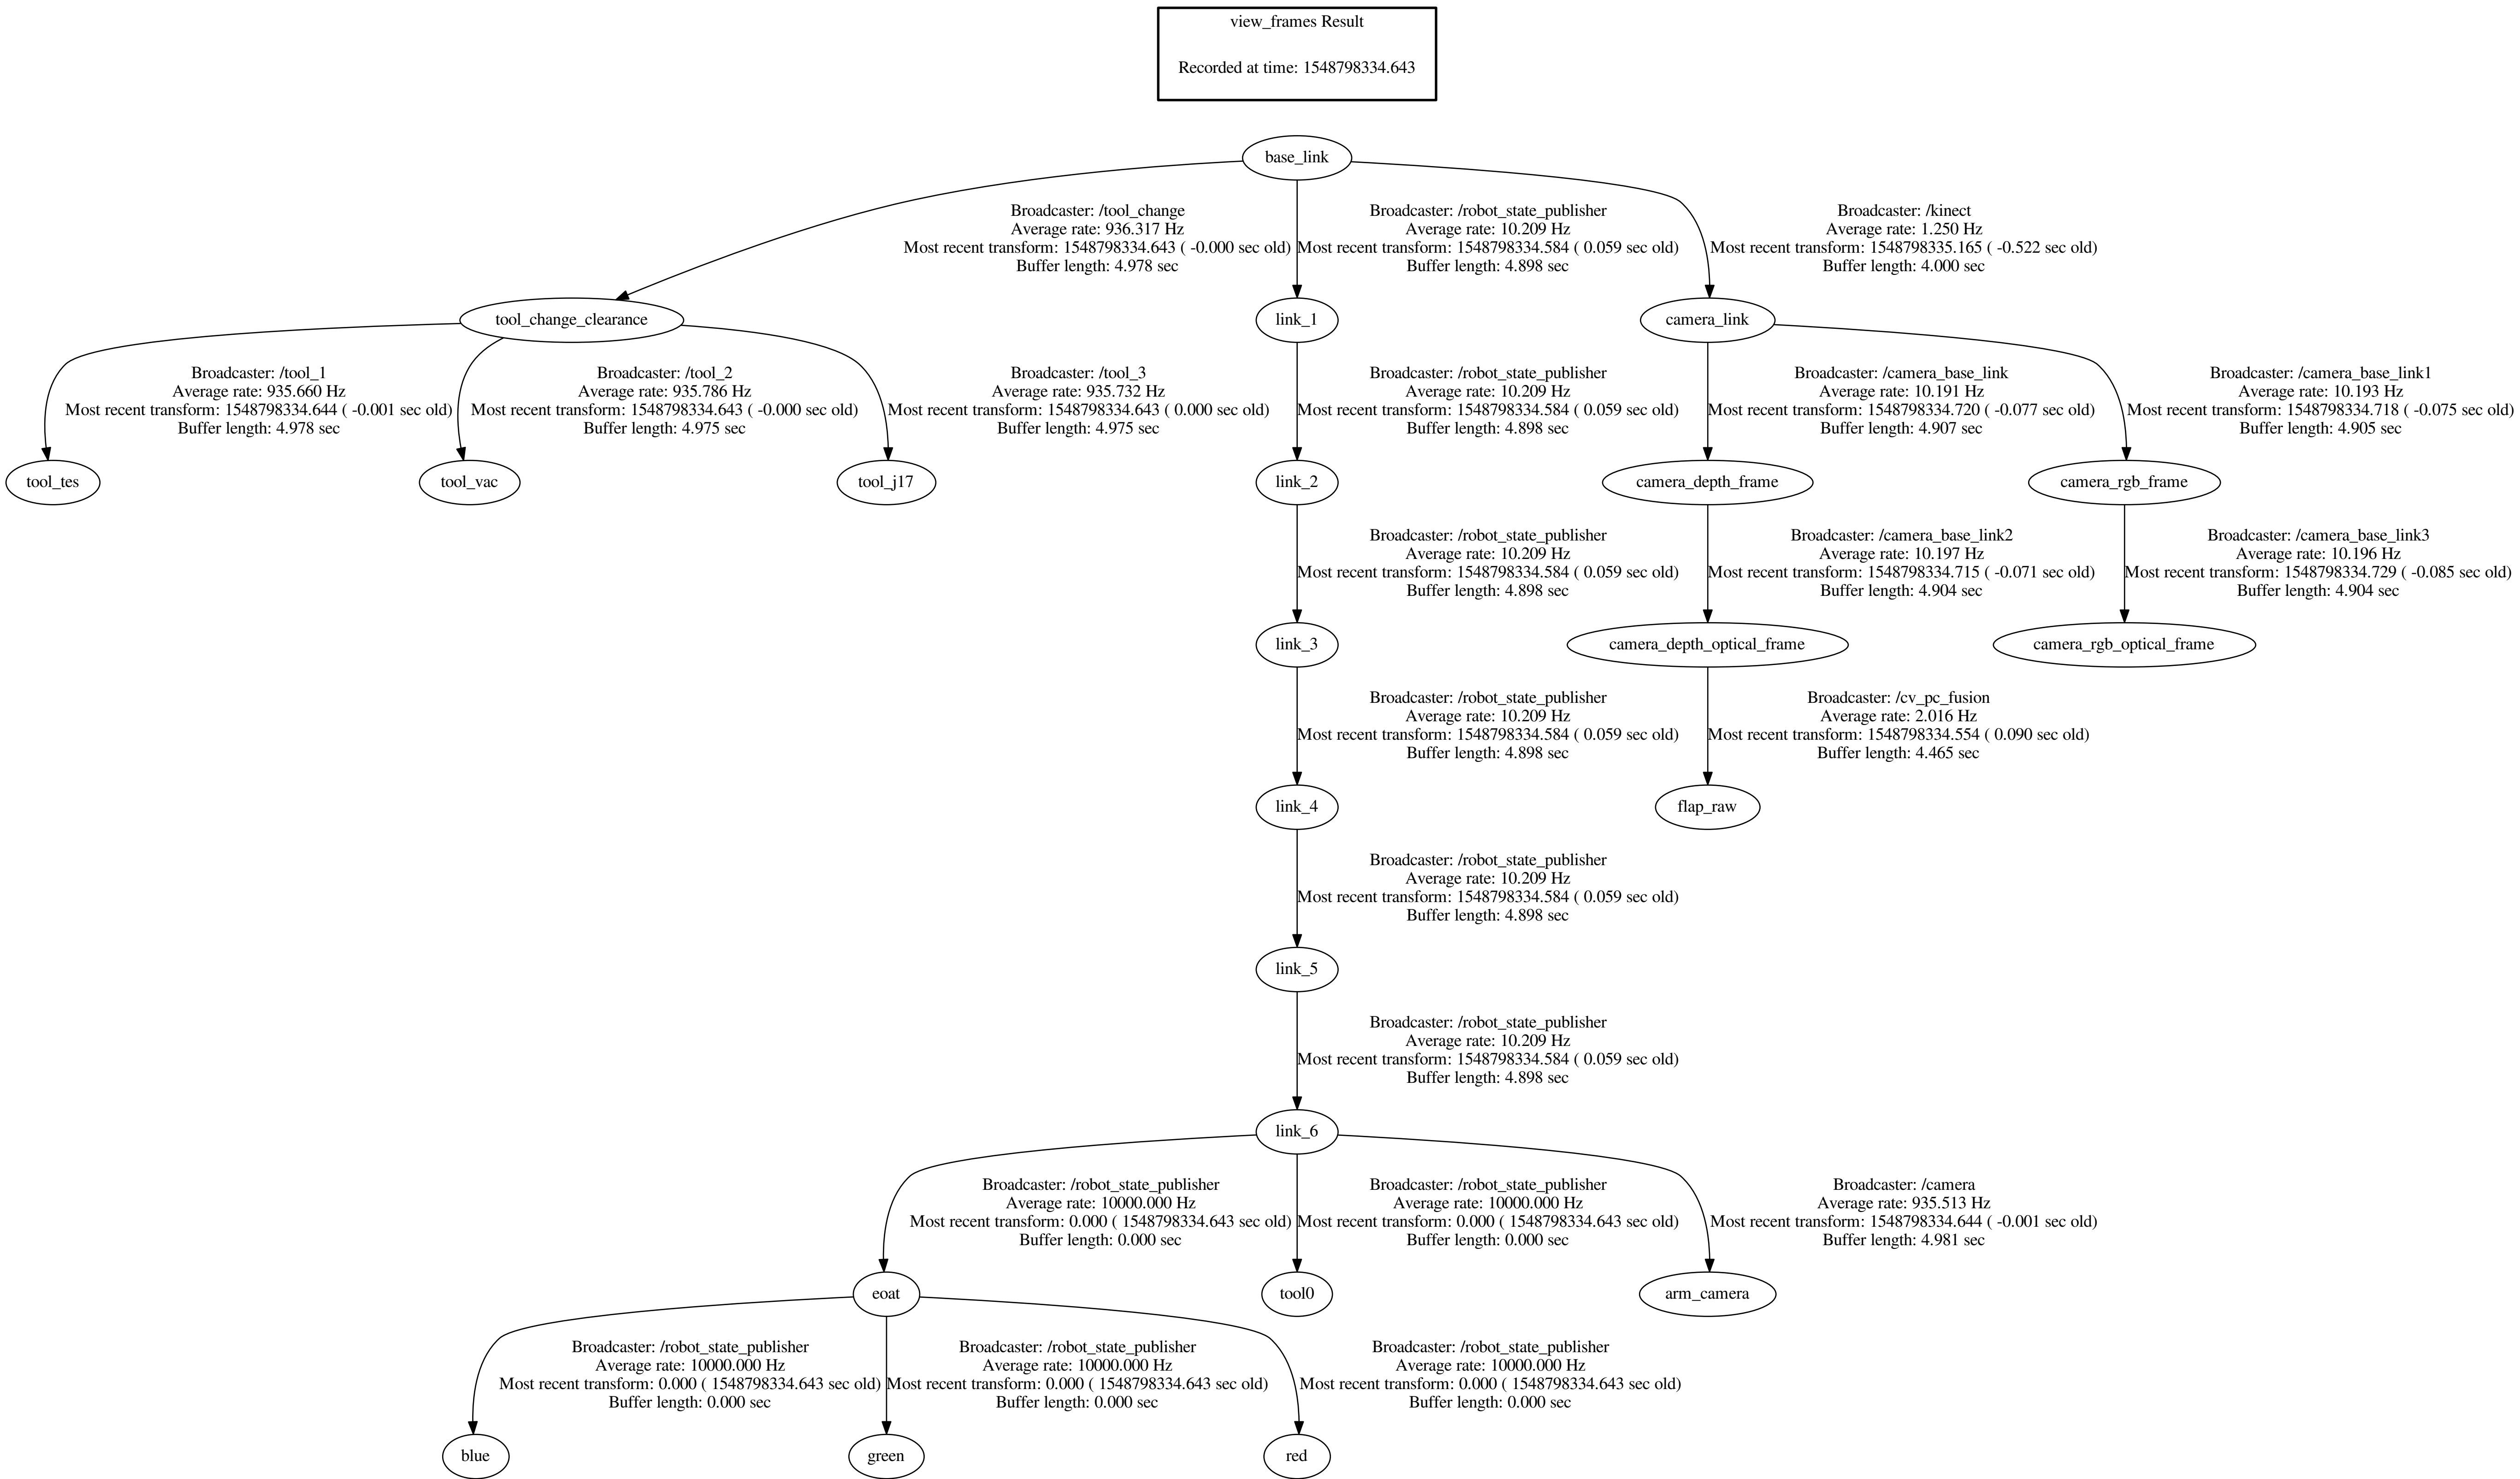 view_frames Result
Recorded at time: 1548798334.643
base_link
Broadcaster: /tool_change
Average rate: 936.317 Hz
Most recent transform: 1548798334.643 ( -0.000 sec old)
Buffer length: 4.978 sec
Broadcaster: /robot_state_publisher
Average rate: 10.209 Hz
Most recent transform: 1548798334.584 ( 0.059 sec old)
Buffer length: 4.898 sec
Broadcaster: /kinect
Average rate: 1.250 Hz
Most recent transform: 1548798335.165 ( -0.522 sec old)
Buffer length: 4.000 sec
tool_change_clearance
link_1
camera_link
Broadcaster: /tool_1
Average rate: 935.660 Hz
Most recent transform: 1548798334.644 ( -0.001 sec old)
Buffer length: 4.978 sec
Broadcaster: /tool_2
Average rate: 935.786 Hz
Most recent transform: 1548798334.643 ( -0.000 sec old)
Buffer length: 4.975 sec
Broadcaster: /tool_3
Average rate: 935.732 Hz
Most recent transform: 1548798334.643 ( 0.000 sec old)
Buffer length: 4.975 sec
Broadcaster: /robot_state_publisher
Average rate: 10.209 Hz
Most recent transform: 1548798334.584 ( 0.059 sec old)
Buffer length: 4.898 sec
Broadcaster: /camera_base_link
Average rate: 10.191 Hz
Most recent transform: 1548798334.720 ( -0.077 sec old)
Buffer length: 4.907 sec
Broadcaster: /camera_base_link1
Average rate: 10.193 Hz
Most recent transform: 1548798334.718 ( -0.075 sec old)
Buffer length: 4.905 sec
tool_tes
tool_vac
tool_j17
link_2
camera_depth_frame
camera_rgb_frame
Broadcaster: /robot_state_publisher
Average rate: 10.209 Hz
Most recent transform: 1548798334.584 ( 0.059 sec old)
Buffer length: 4.898 sec
Broadcaster: /camera_base_link2
Average rate: 10.197 Hz
Most recent transform: 1548798334.715 ( -0.071 sec old)
Buffer length: 4.904 sec
Broadcaster: /camera_base_link3
Average rate: 10.196 Hz
Most recent transform: 1548798334.729 ( -0.085 sec old)
Buffer length: 4.904 sec
link_3
camera_depth_optical_frame
camera_rgb_optical_frame
Broadcaster: /robot_state_publisher
Average rate: 10.209 Hz
Most recent transform: 1548798334.584 ( 0.059 sec old)
Buffer length: 4.898 sec
Broadcaster: /cv_pc_fusion
Average rate: 2.016 Hz
Most recent transform: 1548798334.554 ( 0.090 sec old)
Buffer length: 4.465 sec
link_4
flap_raw
Broadcaster: /robot_state_publisher
Average rate: 10.209 Hz
Most recent transform: 1548798334.584 ( 0.059 sec old)
Buffer length: 4.898 sec
link_5
Broadcaster: /robot_state_publisher
Average rate: 10.209 Hz
Most recent transform: 1548798334.584 ( 0.059 sec old)
Buffer length: 4.898 sec
link_6
Broadcaster: /robot_state_publisher
Average rate: 10000.000 Hz
Most recent transform: 0.000 ( 1548798334.643 sec old)
Buffer length: 0.000 sec
Broadcaster: /robot_state_publisher
Average rate: 10000.000 Hz
Most recent transform: 0.000 ( 1548798334.643 sec old)
Buffer length: 0.000 sec
Broadcaster: /camera
Average rate: 935.513 Hz
Most recent transform: 1548798334.644 ( -0.001 sec old)
Buffer length: 4.981 sec
eoat
tool0
arm_camera
Broadcaster: /robot_state_publisher
Average rate: 10000.000 Hz
Most recent transform: 0.000 ( 1548798334.643 sec old)
Buffer length: 0.000 sec
Broadcaster: /robot_state_publisher
Average rate: 10000.000 Hz
Most recent transform: 0.000 ( 1548798334.643 sec old)
Buffer length: 0.000 sec
Broadcaster: /robot_state_publisher
Average rate: 10000.000 Hz
Most recent transform: 0.000 ( 1548798334.643 sec old)
Buffer length: 0.000 sec
blue
green
red